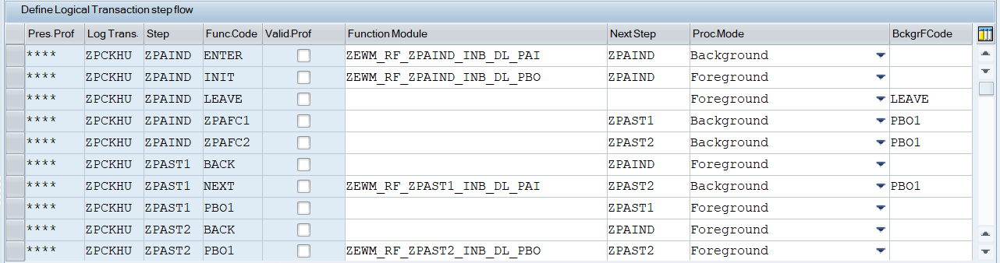 Define Logical Transaction step flow
Pres. Prof Log Trans. Step Func.Code Valid.Prof Function Module Next Step Proc.Mode BckgrFCode
**** ZPCKHU ZPAIND ENTER ZEWM_RF_ZPAIND_INB_DL_PAI ZPAIND Background
**** ZPCKHU ZPAIND INIT ZEWM_RF_ZPAIND_INB_DL_PBO ZPAIND Foreground
**** ZPCKHU ZPAIND LEAVE Foreground LEAVE
**** ZPCKHU ZPAIND ZPAFC1 ZPAST1 Background PBO1
**** ZPCKHU ZPAIND ZPAFC2 ZPAST2 Background PBO1
**** ZPCKHU ZPAST1 BACK ZPAIND Foreground
**** ZPCKHU ZPAST1 NEXT ZEWM_RF_ZPAST1_INB_DL_PAI ZPAST2 Background PBO1
**** ZPCKHU ZPAST1 PBO1 ZPAST1 Foreground
**** ZPCKHU ZPAST2 BACK ZPAIND Foreground
**** ZPCKHU ZPAST2 PBO1 ZEWM_RF_ZPAST2_INB_DL_PBO ZPAST2 Foreground